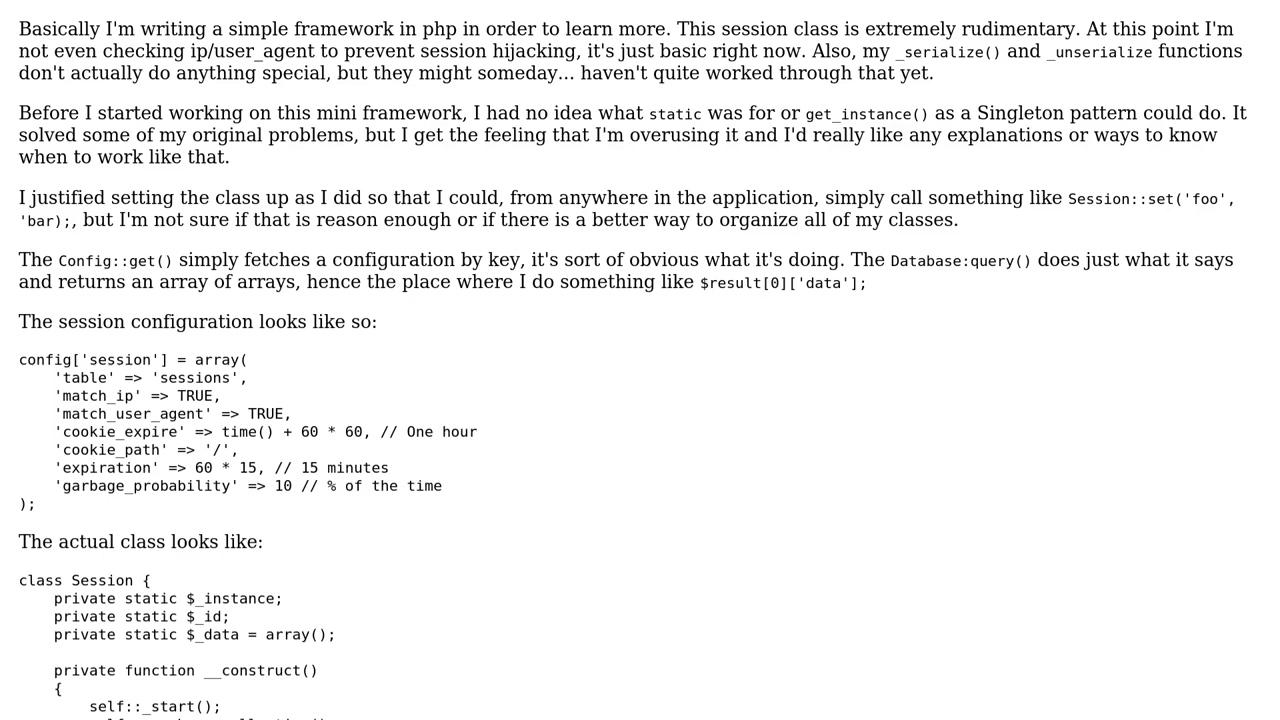 Basically I'm writing a simple framework in php in order to learn more. This session class is extremely rudimentary. At this point I'm
not even checking ip/user_agent to prevent session hijacking, it's just basic right now. Also, my _serialize() and _unserialize functions
don't actually do anything special, but they might someday... haven't quite worked through that yet.
Before I started working on this mini framework, I had no idea what static was for or get_instance() as a Singleton pattern could do. It
solved some of my original problems, but I get the feeling that I'm overusing it and I'd really like any explanations or ways to know
when to work like that.
I justified setting the class up as I did so that I could, from anywhere in the application, simply call something like Session::set('foo',
'bar);, but I'm not sure if that is reason enough or if there is a better way to organize all of my classes.
The Config::get() simply fetches a configuration by key, it's sort of obvious what it's doing. The Database:query() does just what it says
and returns an array of arrays, hence the place where I do something like $result[0]['data'];
The session configuration looks like so:
config['session'] = array(
    'table' => 'sessions',
    'match_ip' => TRUE,
    'match_user_agent' => TRUE,
    'cookie_expire' => time() + 60 * 60, // One hour
    'cookie_path' => '/',
    'expiration' => 60 * 15, // 15 minutes
    'garbage_probability' => 10 // % of the time
);
The actual class looks like:
class Session {
    private static $_instance;
    private static $_id;
    private static $_data = array();
    private function __construct()
    {
        self::_start();